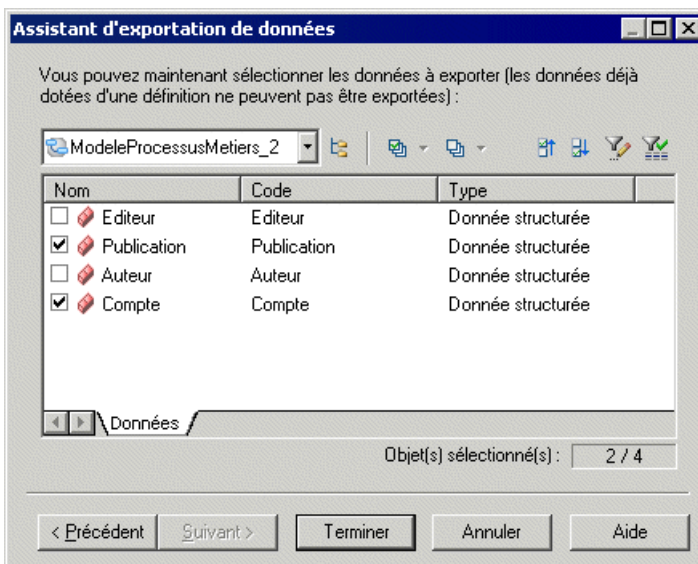 Assistant d'exportation de données
Vous pouvez maintenant sélectionner les données à exporter (les données déjà
dotées d'une définition ne peuvent pas être exportées) :
ModeleProcessusMetiers_2
Nom Code Type
Editeur Editeur Donnée structurée
Publication Publication Donnée structurée
Auteur Auteur Donnée structurée
Compte Compte Donnée structurée
Données
Objet(s) sélectionné(s) : 2 / 4
< Précédent Suivant > Terminer Annuler Aide